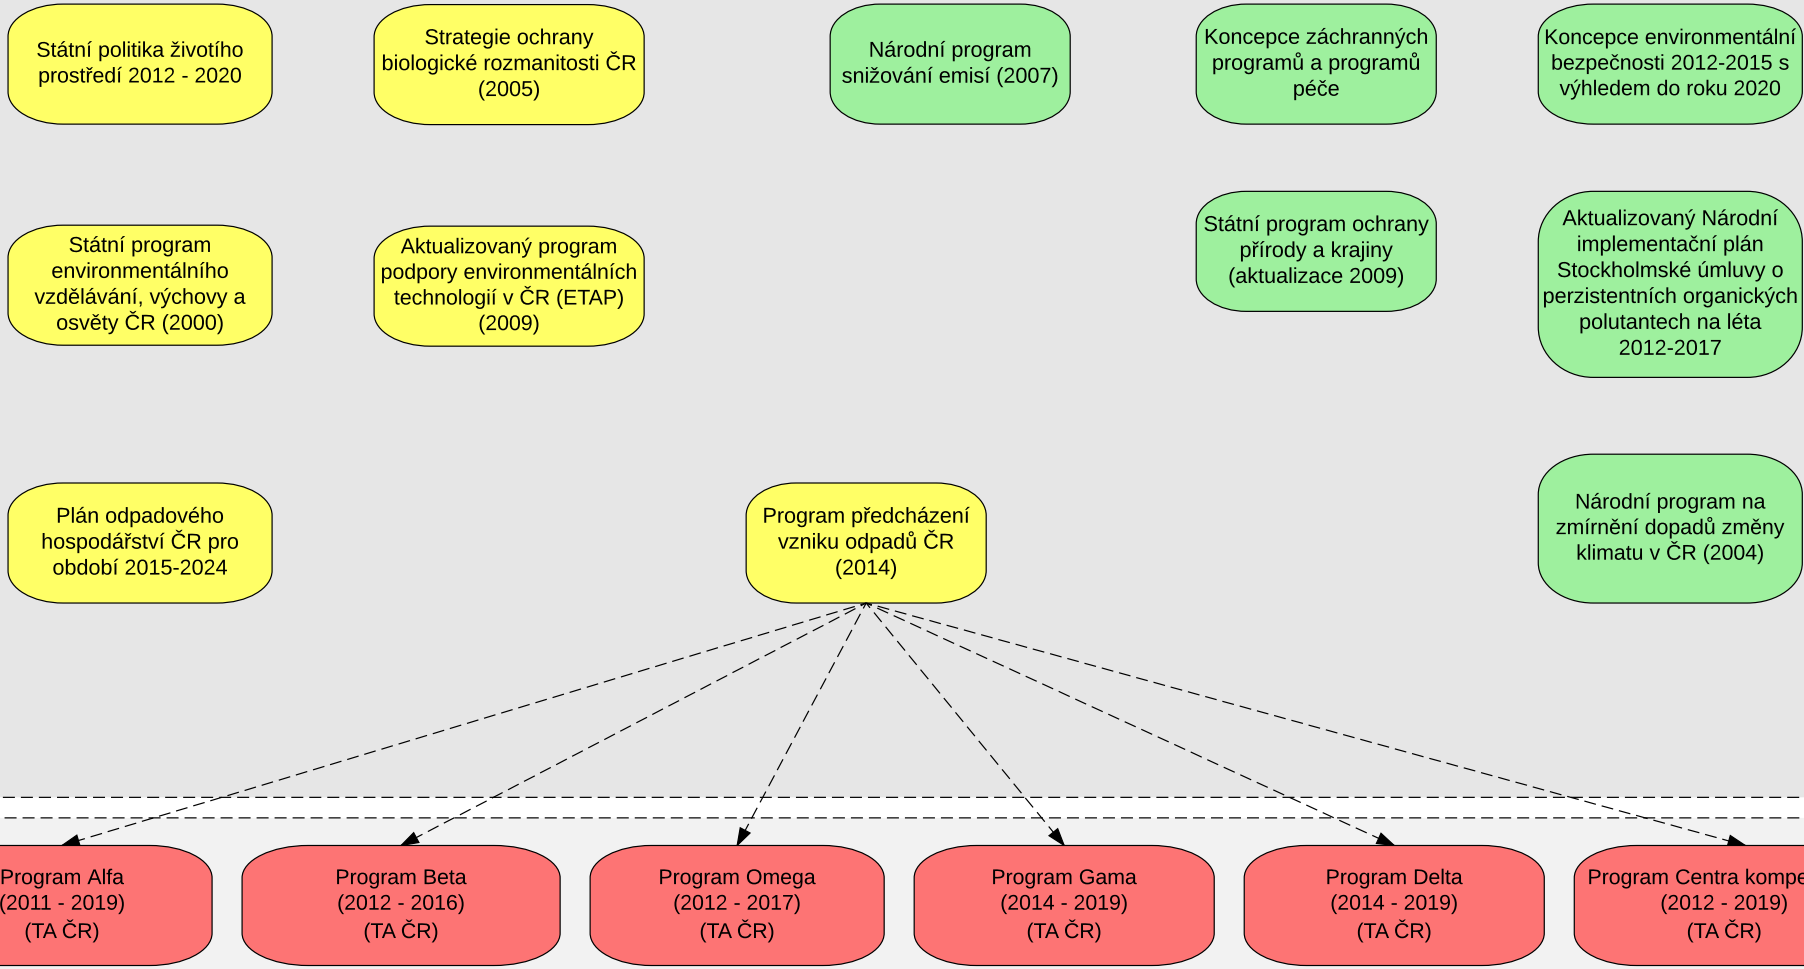 Státní politika životího
prostředí 2012 - 2020
Strategie ochrany
biologické rozmanitosti ČR
(2005)
Národní program
snižování emisí (2007)
Koncepce záchranných
programů a programů
péče
Koncepce environmentální
bezpečnosti 2012-2015 s
výhledem do roku 2020
Státní program
environmentálního
vzdělávání, výchovy a
osvěty ČR (2000)
Aktualizovaný program
podpory environmentálních
technologií v ČR (ETAP)
(2009)
Státní program ochrany
přírody a krajiny
(aktualizace 2009)
Aktualizovaný Národní
implementační plán
Stockholmské úmluvy o
perzistentních organických
polutantech na léta
2012-2017
Plán odpadového
hospodářství ČR pro
období 2015-2024
Program předcházení
vzniku odpadů ČR
(2014)
Národní program na
zmírnění dopadů změny
klimatu v ČR (2004)
Program Alfa
(2011 - 2019)
(TA ČR)
Program Beta
(2012 - 2016)
(TA ČR)
Program Omega
(2012 - 2017)
(TA ČR)
Program Gama
(2014 - 2019)
(TA ČR)
Program Delta
(2014 - 2019)
(TA ČR)
Program Centra kompe
(2012 - 2019)
(TA ČR)